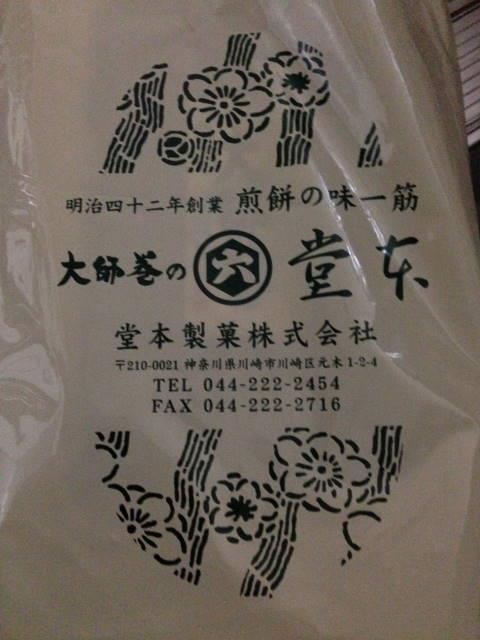 明治四十二年創業 煎餅の味一筋
大師巻の 六 堂本
堂本製菓株式会社
〒210-0021 神奈川県川崎市川崎区元木1-2-4
TEL 044-222-2454
FAX 044-222-2716